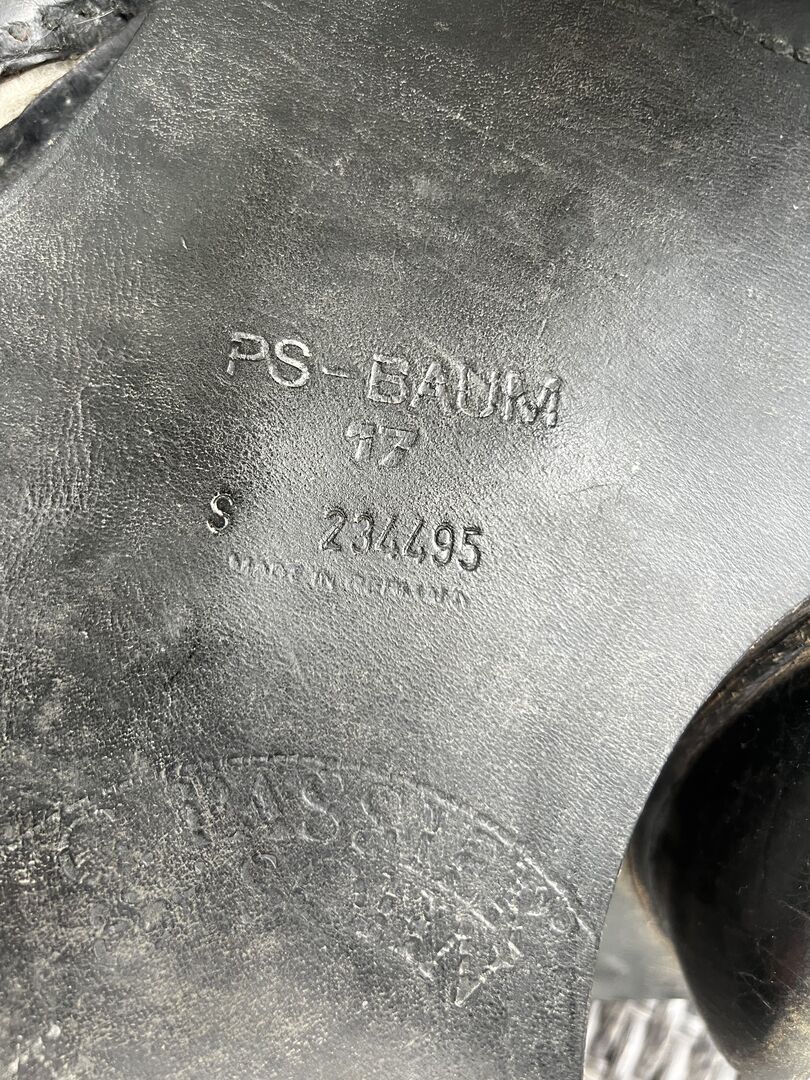 PS-BAUM
17
S 234495
MADE IN GERMANY